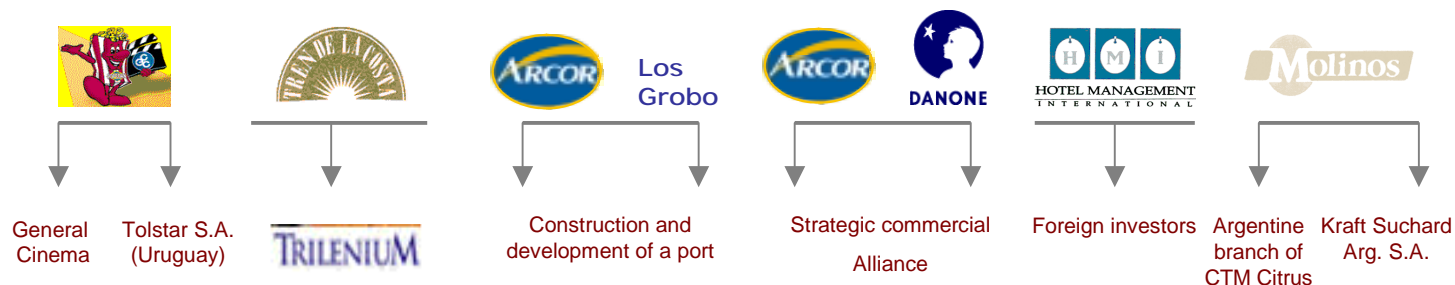 TREN DE LA COSTA
ARCOR
Los
Grobo
ARCOR
DANONE
H M I
HOTEL MANAGEMENT
INTERNATIONAL
Molinos
General
Cinema
Tolstar S.A.
(Uruguay)
TRILENIUM
Construction and
development of a port
Strategic commercial
Alliance
Foreign investors
Argentine
branch of
CTM Citrus
Kraft Suchard
Arg. S.A.